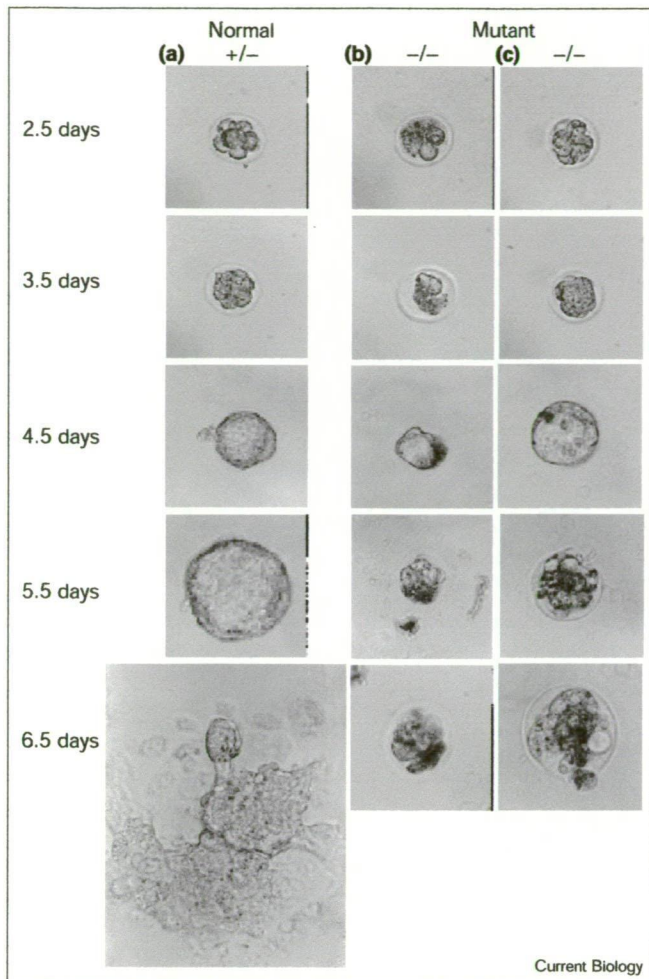 Normal Mutant
(a) +/– (b) –/– (c) –/–
2.5 days
3.5 days
4.5 days
5.5 days
6.5 days
Current Biology